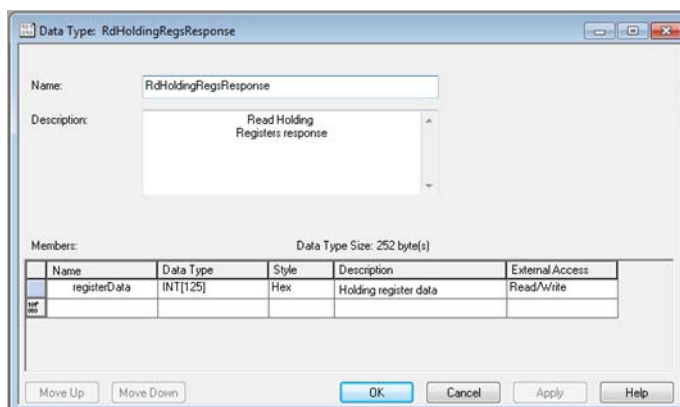 Data Type: RdHoldingRegsResponse
Name:
RdHoldingRegsResponse
Description:
Read Holding
Registers response
Members:
Data Type Size: 252 byte(s)
Name Data Type Style Description External Access
registerData INT[125] Hex Holding register data Read/Write
Move Up Move Down OK Cancel Apply Help